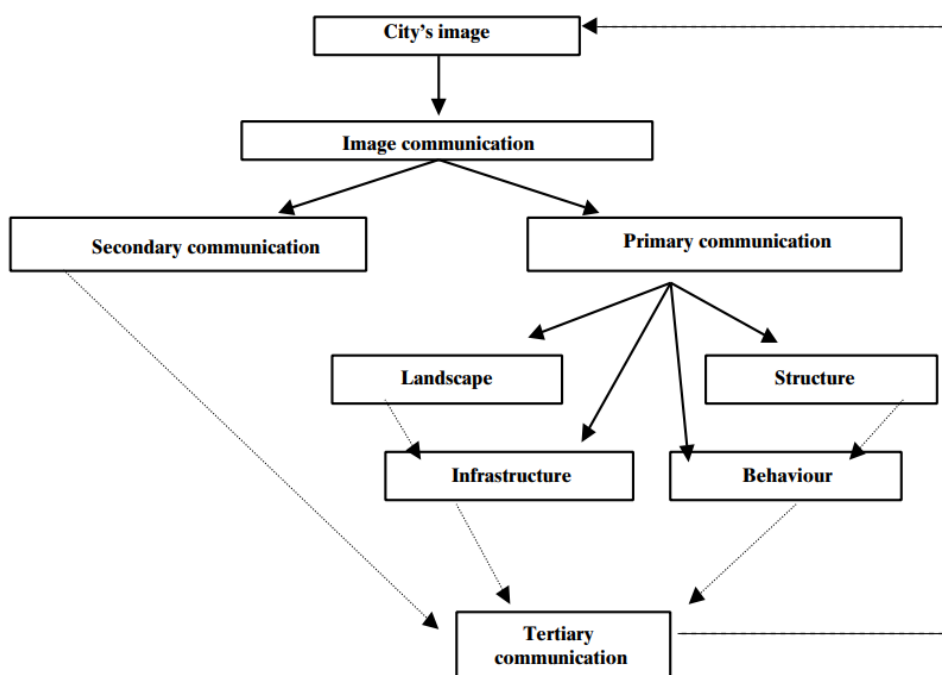 City’s image
Image communication
Secondary communication
Primary communication
Landscape
Structure
Infrastructure
Behaviour
Tertiary
communication